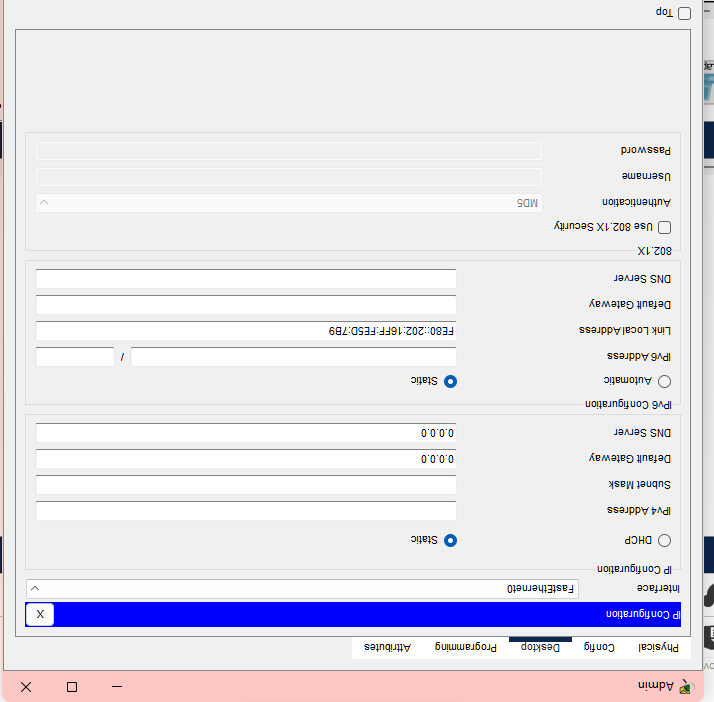 Admin
Physical Config Desktop Programming Attributes
IP Configuration X
Interface FastEthernet0
IP Configuration
DHCP Static
IPv4 Address
Subnet Mask
Default Gateway 0.0.0.0
DNS Server 0.0.0.0
IPv6 Configuration
Automatic Static
IPv6 Address /
Link Local Address FE80::202:16FF:FE5D:7B9
Default Gateway
DNS Server
802.1X
Use 802.1X Security
Authentication MD5
Username
Password
Top